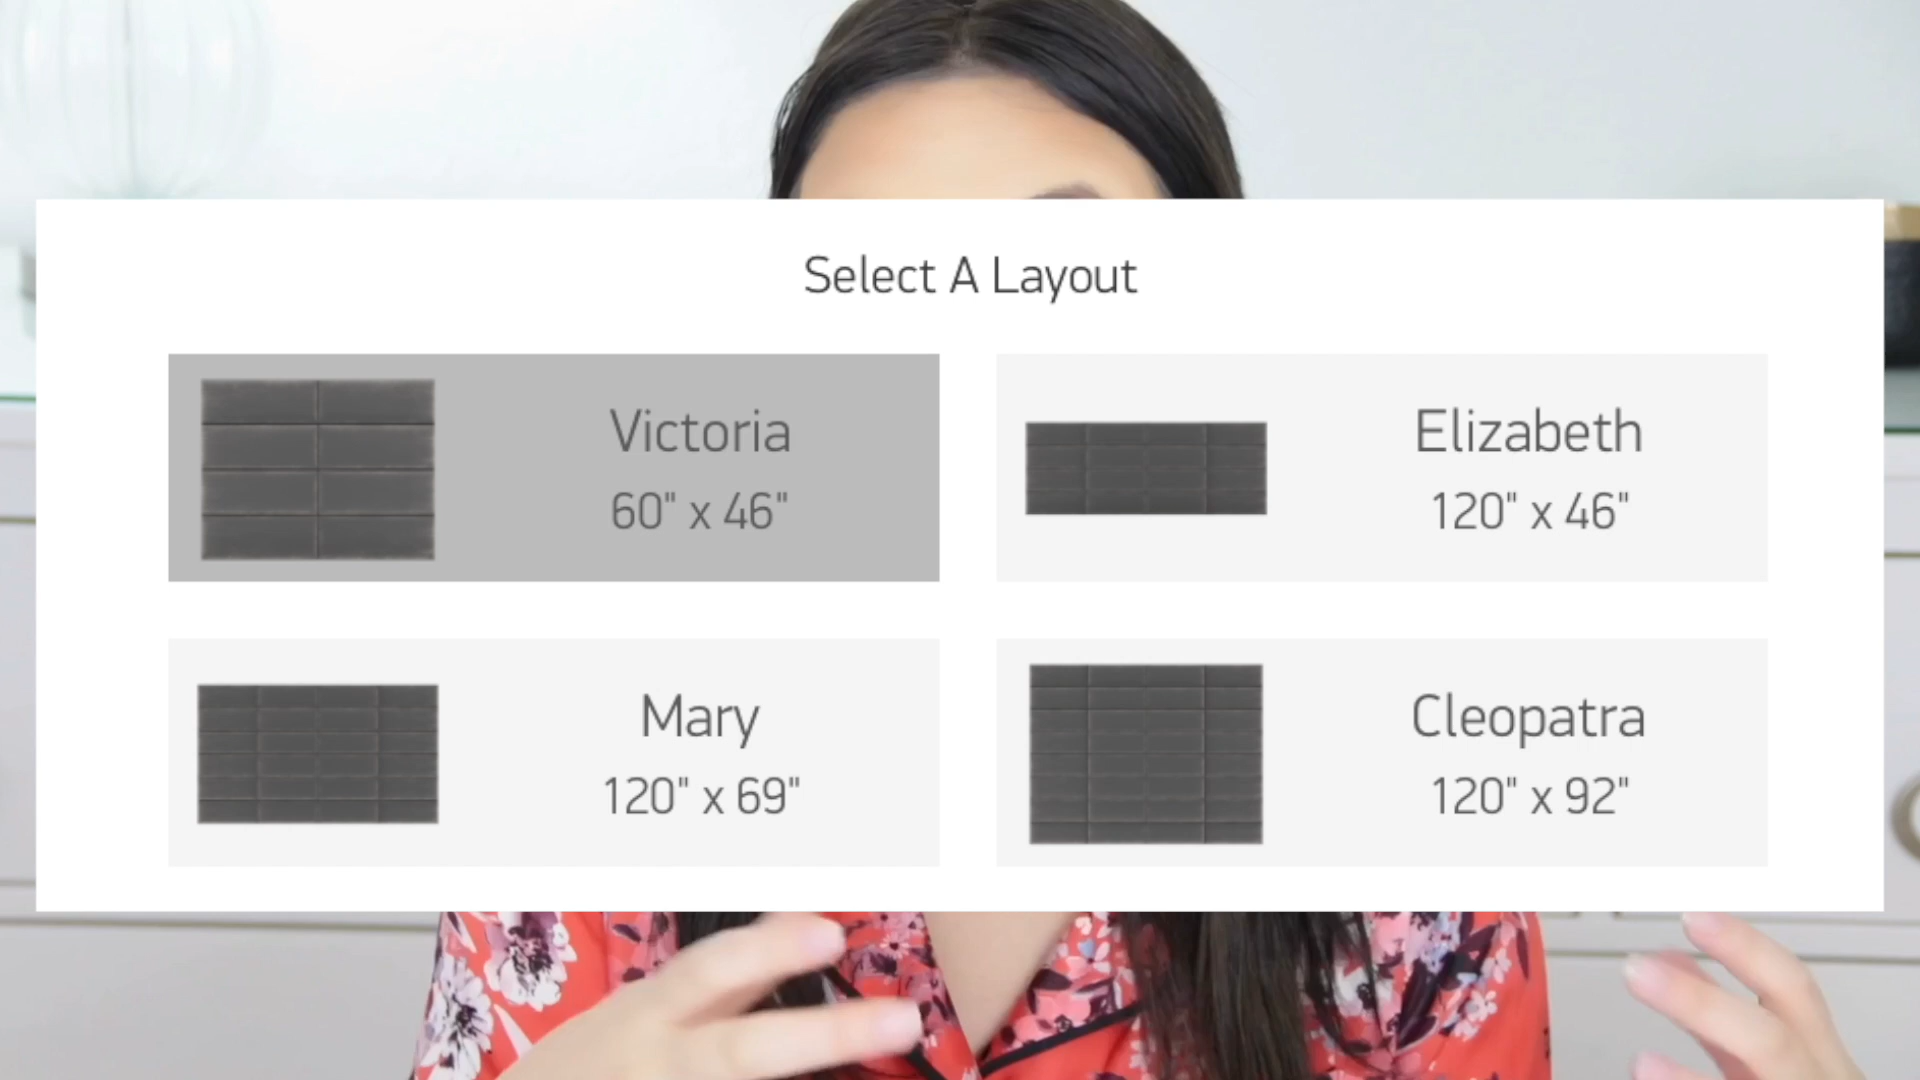 Select A Layout
Victoria
60" x 46"
Elizabeth
120" x 46"
Mary
120" x 69"
Cleopatra
120" x 92"